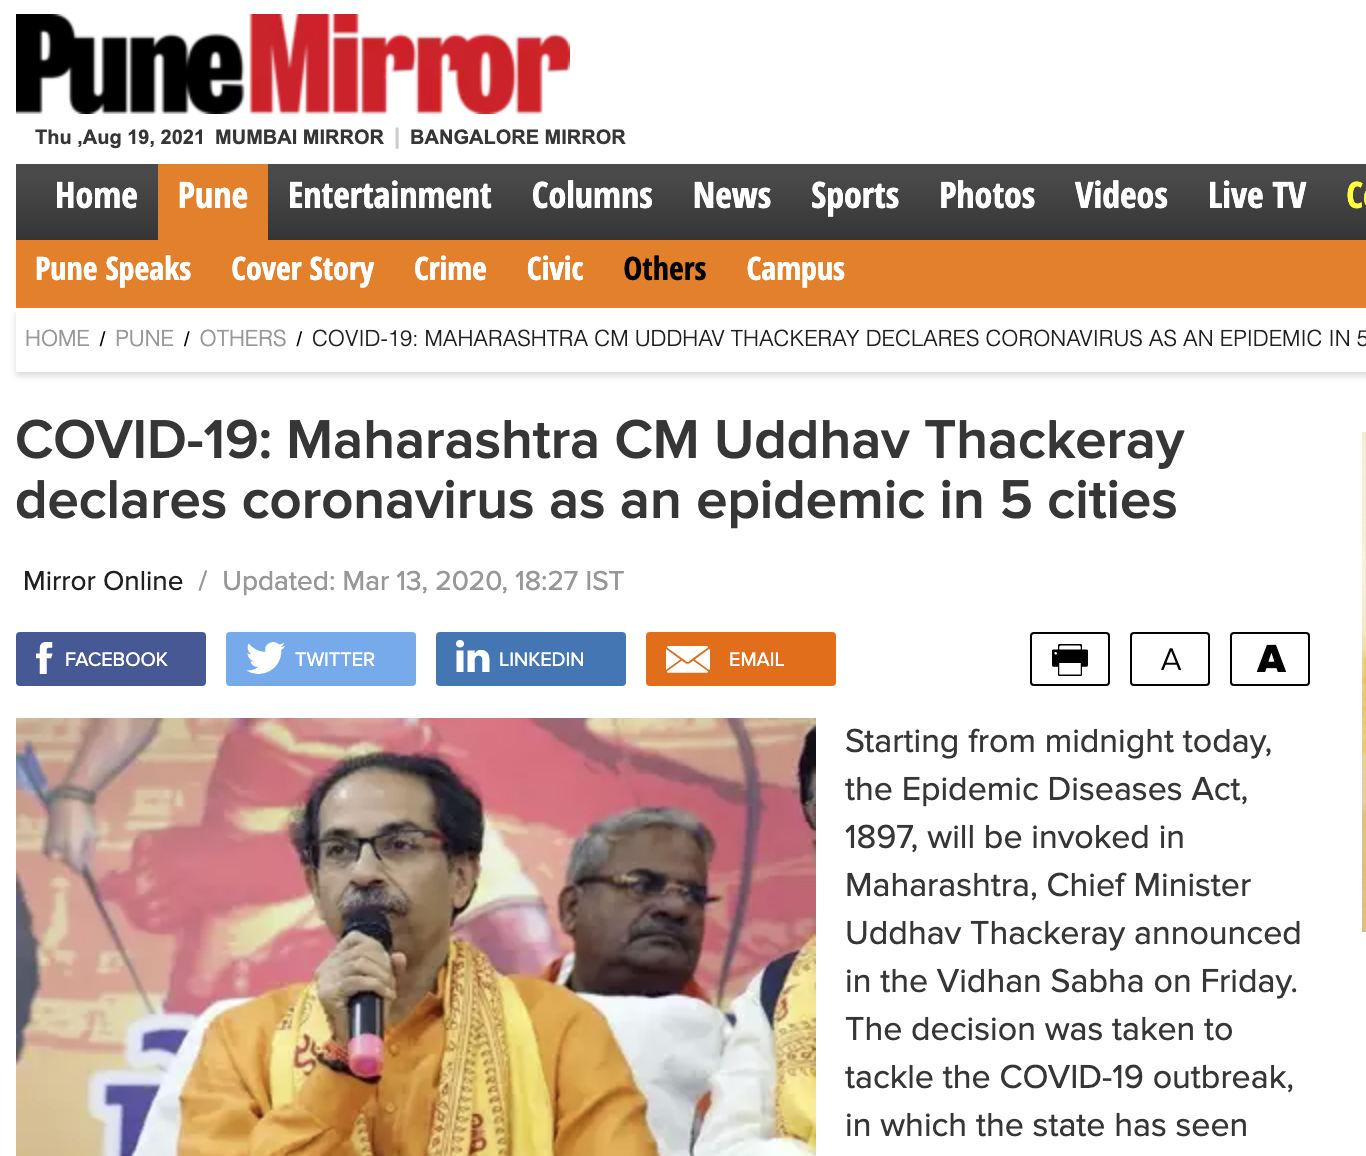 PuneMirror
Thu ,Aug 19, 2021 MUMBAI MIRROR | BANGALORE MIRROR
Home Pune Entertainment Columns News Sports Photos Videos Live TV
Pune Speaks Cover Story Crime Civic Others Campus
HOME / PUNE / OTHERS / COVID-19: MAHARASHTRA CM UDDHAV THACKERAY DECLARES CORONAVIRUS AS AN EPIDEMIC IN 5
COVID-19: Maharashtra CM Uddhav Thackeray
declares coronavirus as an epidemic in 5 cities
Mirror Online / Updated: Mar 13, 2020, 18:27 IST
FACEBOOK TWITTER LINKEDIN EMAIL A A
Starting from midnight today,
the Epidemic Diseases Act,
1897, will be invoked in
Maharashtra, Chief Minister
Uddhav Thackeray announced
in the Vidhan Sabha on Friday.
The decision was taken to
tackle the COVID-19 outbreak,
in which the state has seen